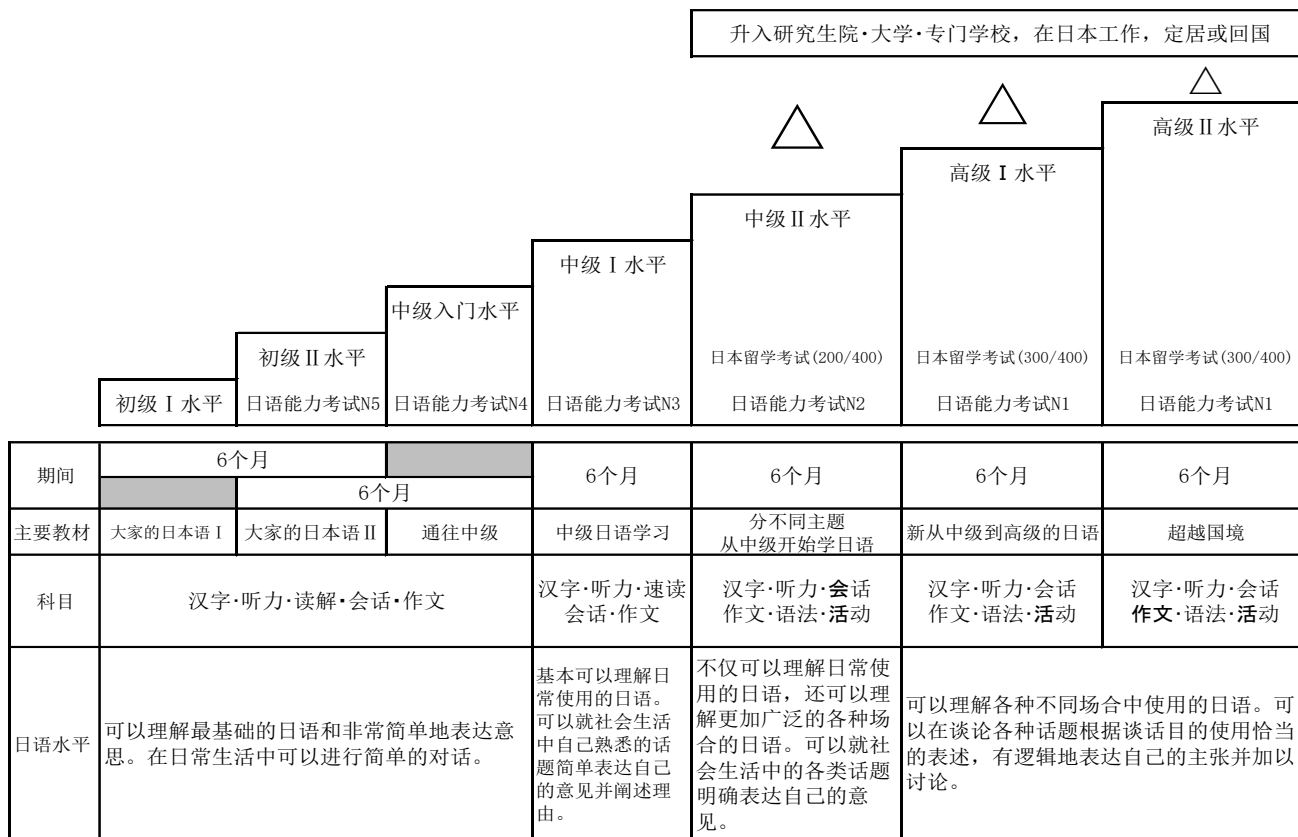 升入研究生院·大学·专门学校，在日本工作，定居或回国
高级Ⅱ水平
高级Ⅰ水平
中级Ⅱ水平
中级Ⅰ水平
中级入门水平
初级Ⅱ水平
日本留学考试(200/400)
日本留学考试(300/400)
日本留学考试(300/400)
初级Ⅰ水平
日语能力考试N5
日语能力考试N4
日语能力考试N3
日语能力考试N2
日语能力考试N1
日语能力考试N1
期间
6个月
6个月
6个月
6个月
6个月
6个月
主要教材
大家的日本语Ⅰ
大家的日本语Ⅱ
通往中级
中级日语学习
分不同主题
从中级开始学日语
新从中级到高级的日语
超越国境
科目
汉字·听力·读解·会话·作文
汉字·听力·速读
会话·作文
汉字·听力·会话
作文·语法·活动
汉字·听力·会话
作文·语法·活动
汉字·听力·会话
作文·语法·活动
日语水平
可以理解最基础的日语和非常简单地表达意
思。在日常生活中可以进行简单的对话。
基本可以理解日
常使用的日语。
可以就社会生活
中自己熟悉的话
题简单表达自己
的意见并阐述理
由。
不仅可以理解日常使
用的日语，还可以理
解更加广泛的各种场
合的日语。可以就社
会生活中的各类话题
明确表达自己的意
见。
可以理解各种不同场合中使用的日语。可
以在谈论各种话题根据谈话目的使用恰当
的表述，有逻辑地表达自己的主张并加以
讨论。